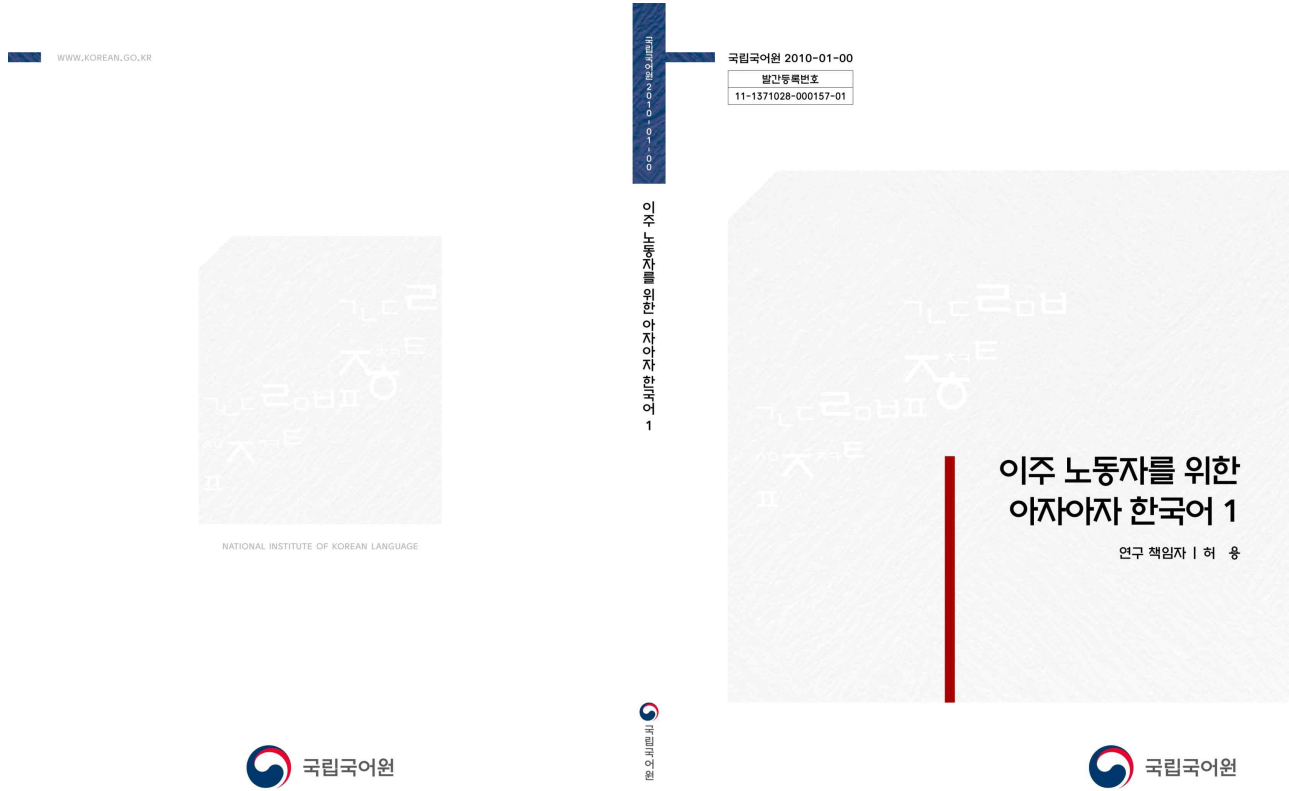 WWW.KOREAN.GO.KR
NATIONAL INSTITUTE OF KOREAN LANGUAGE
국립국어원
국립국어원 2010-01-00
이주 노동자를 위한 아자아자 한국어 1
국립국어원
국립국어원 2010-01-00
발간등록번호
11-1371028-000157-01
ㄱㄴㄷㄹㅁㅂ
이주 노동자를 위한
아자아자 한국어 1
연구 책임자 | 허 용
국립국어원